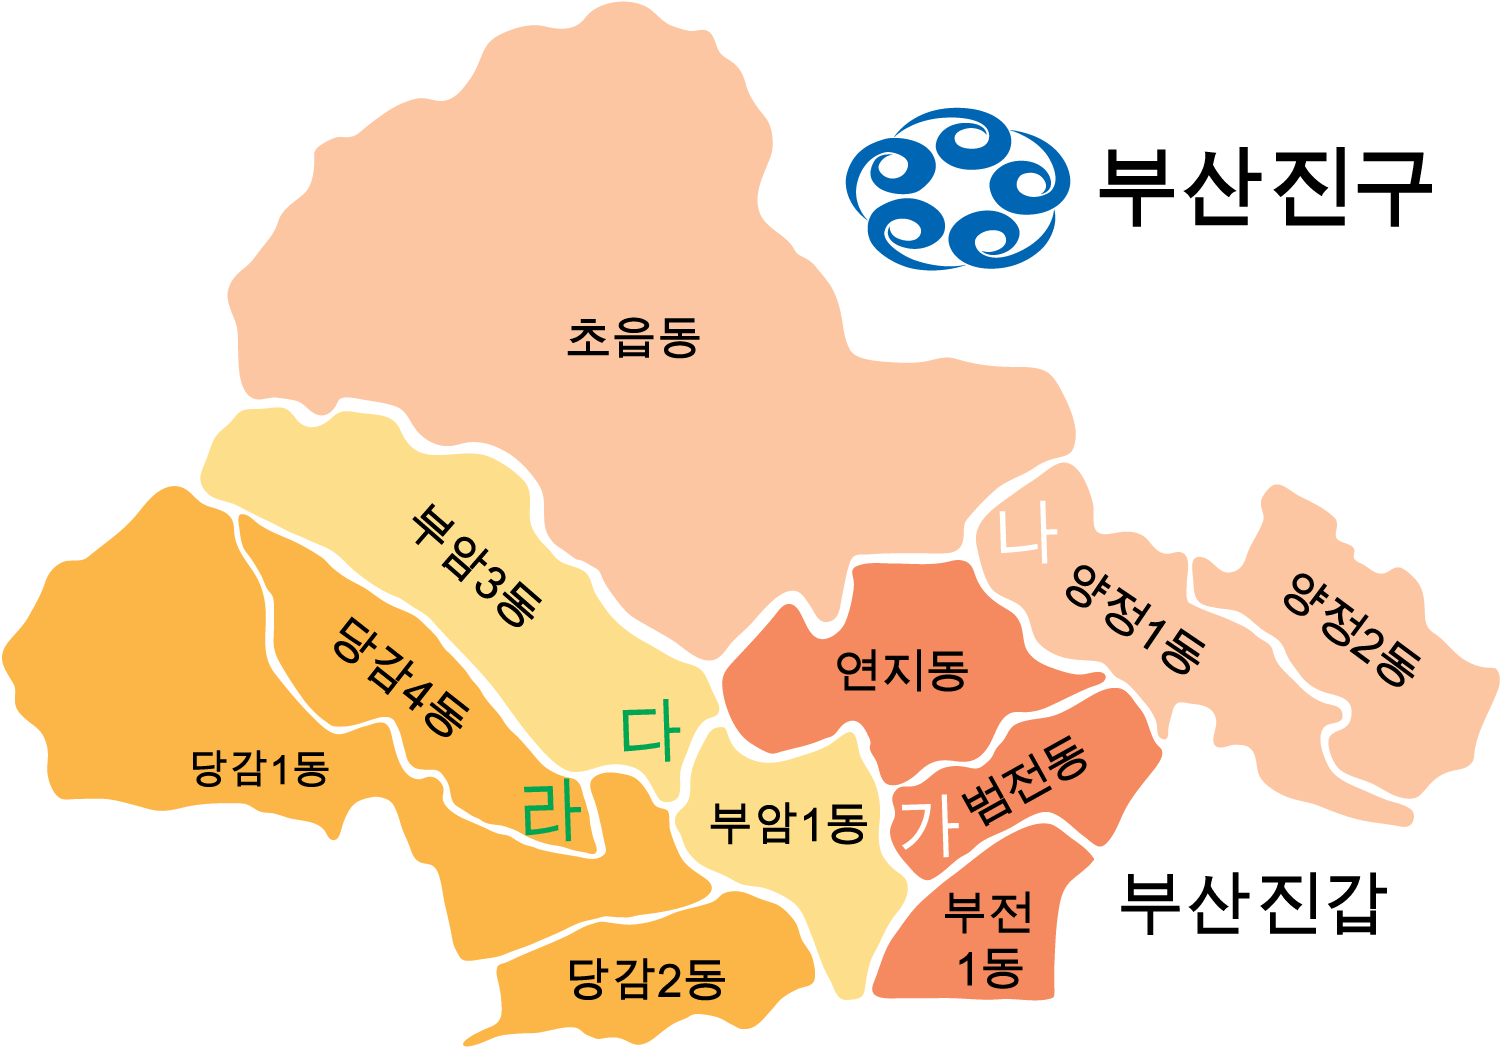 부산진구
초읍동
나
부암3동
양정1동
양정2동
당감4동
연지동
다
당감1동
범전동
라
부암1동
가
부산진갑
부전
1동
당감2동